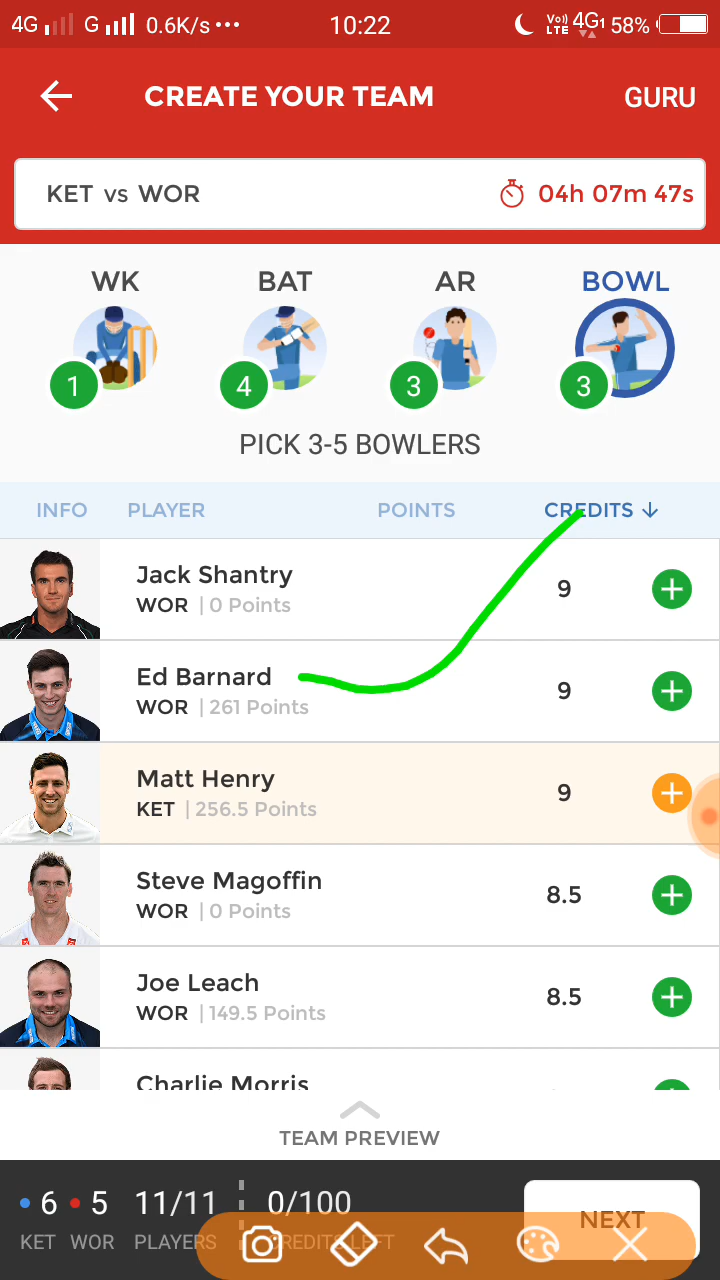 4G G 0.6K/s ... 10:22 Vo)) LTE 4G1 58%
CREATE YOUR TEAM GURU
KET vs WOR 04h 07m 47s
WK BAT AR BOWL
1 4 3 3
PICK 3-5 BOWLERS
INFO PLAYER POINTS CREDITS
Jack Shantry
WOR | 0 Points 9
Ed Barnard
WOR | 261 Points 9
Matt Henry
KET | 256.5 Points 9
Steve Magoffin
WOR | 0 Points 8.5
Joe Leach
WOR | 149.5 Points 8.5
Charlie Morris
TEAM PREVIEW
6 5 11/11 0/100 NEXT
KET WOR PLAYERS CREDITS LEFT